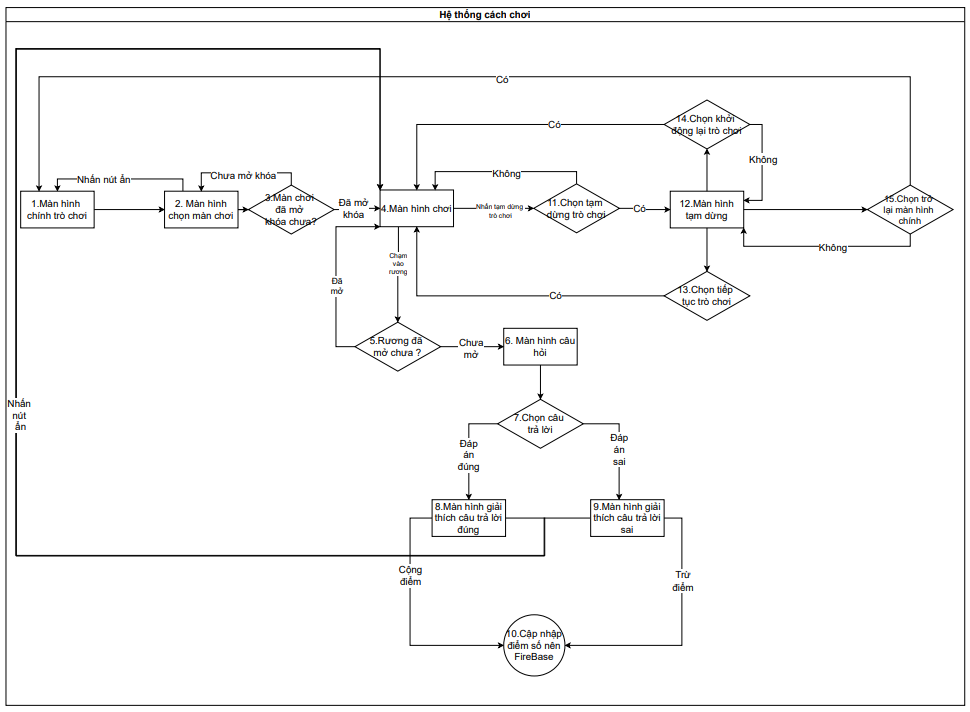 Hệ thống cách chơi
Có
14.Chọn khởi
động lại trò chơi
Có
Không
Nhấn nút ẩn
Chưa mở khóa
Không
1.Màn hình
chính trò chơi
2. Màn hình
chọn màn chơi
3.Màn chơi
đã mở
khóa chưa?
Đã mở
khóa
4.Màn hình chơi
Nhấn tạm dừng
trò chơi
11.Chọn tạm
dừng trò chơi
Có
12.Màn hình
tạm dừng
15.Chọn trở
lại màn hình
chính
Không
Chạm
vào
rương
Đã
mở
Có
13.Chọn tiếp
tục trò chơi
5.Rương đã
mở chưa ?
Chưa
mở
6. Màn hình câu
hỏi
Nhấn
nút
ẩn
7.Chọn câu
trả lời
Đáp
án
đúng
Đáp
án
sai
8.Màn hình giải
thích câu trả lời
đúng
9.Màn hình giải
thích câu trả lời
sai
Cộng
điểm
Trừ
điểm
10.Cập nhập
điểm số nên
FireBase